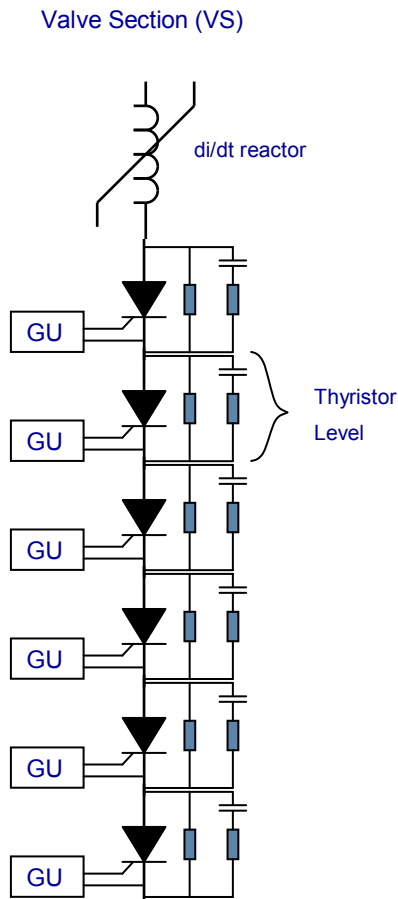 Valve Section (VS)
di/dt reactor
GU
Thyristor
Level
GU
GU
GU
GU
GU